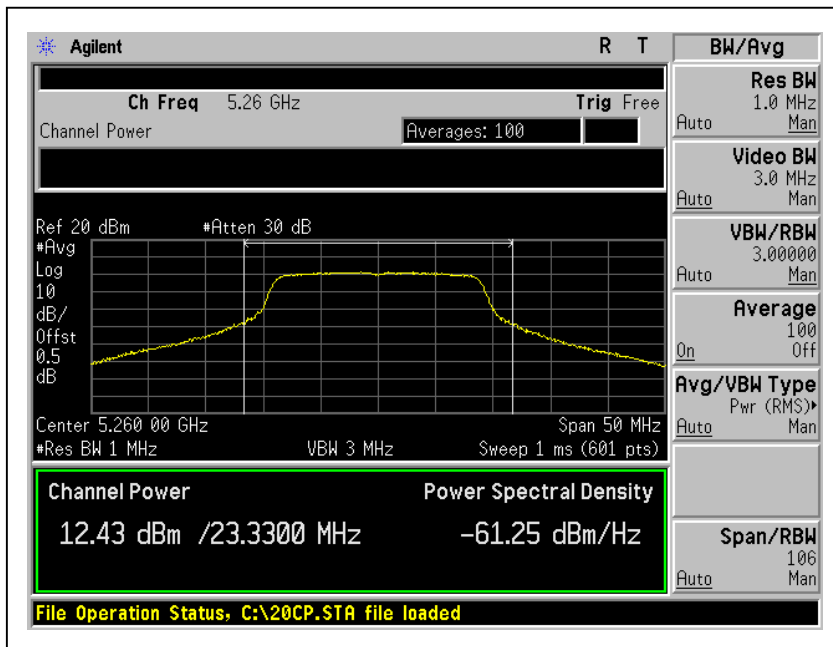 Agilent R T BW/Avg
Ch Freq 5.26 GHz Trig Free
Channel Power Averages: 100
Ref 20 dBm #Atten 30 dB
#Avg
Log
10
dB/
Offst
0.5
dB
Center 5.260 00 GHz Span 50 MHz
#Res BW 1 MHz VBW 3 MHz Sweep 1 ms (601 pts)
Channel Power Power Spectral Density
12.43 dBm /23.3300 MHz -61.25 dBm/Hz
File Operation Status, C:\20CP.STA file loaded
Res BW
1.0 MHz
Auto Man
Video BW
3.0 MHz
Auto Man
VBW/RBW
3.00000
Auto Man
Average
100
On Off
Avg/VBW Type
Pwr (RMS)▸
Auto Man
Span/RBW
106
Auto Man